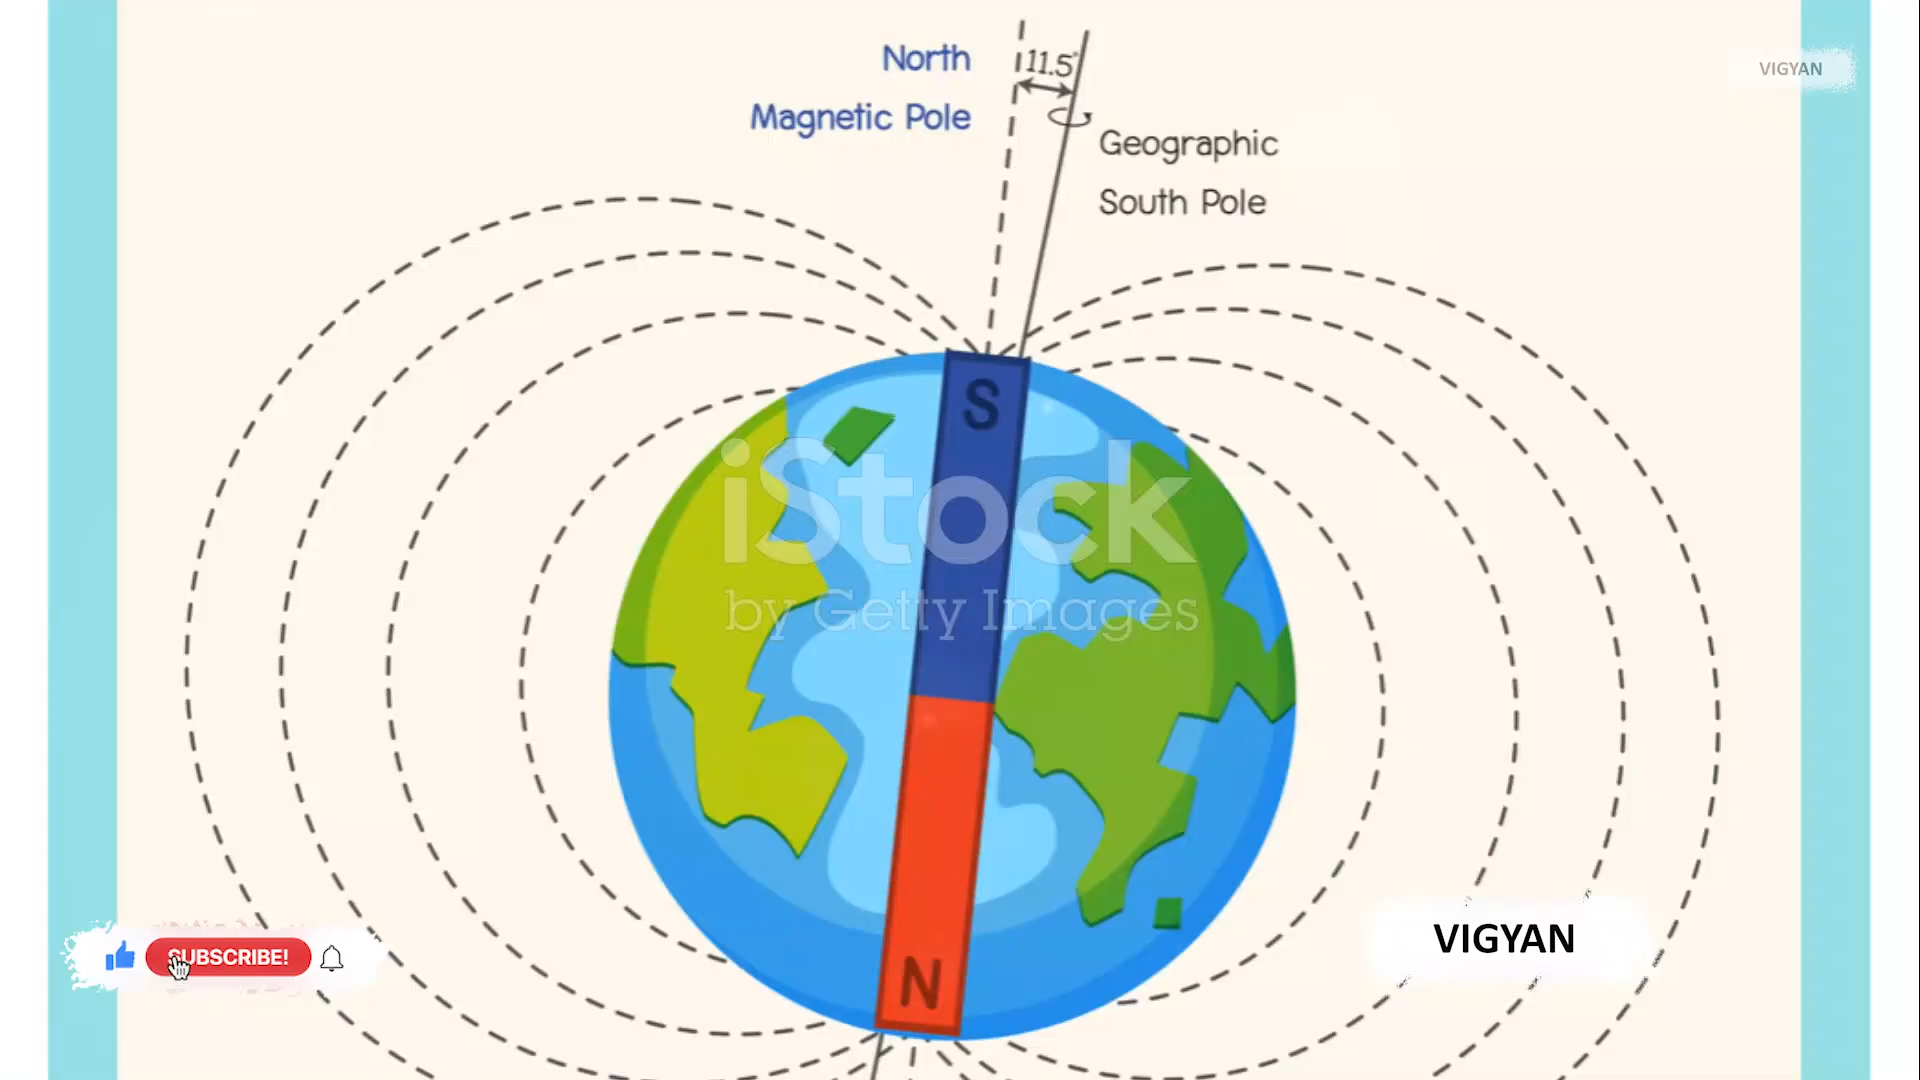 North
Magnetic Pole
11.5°
Geographic
South Pole
VIGYAN
S
iStock
by Getty Images
N
SUBSCRIBE!
VIGYAN